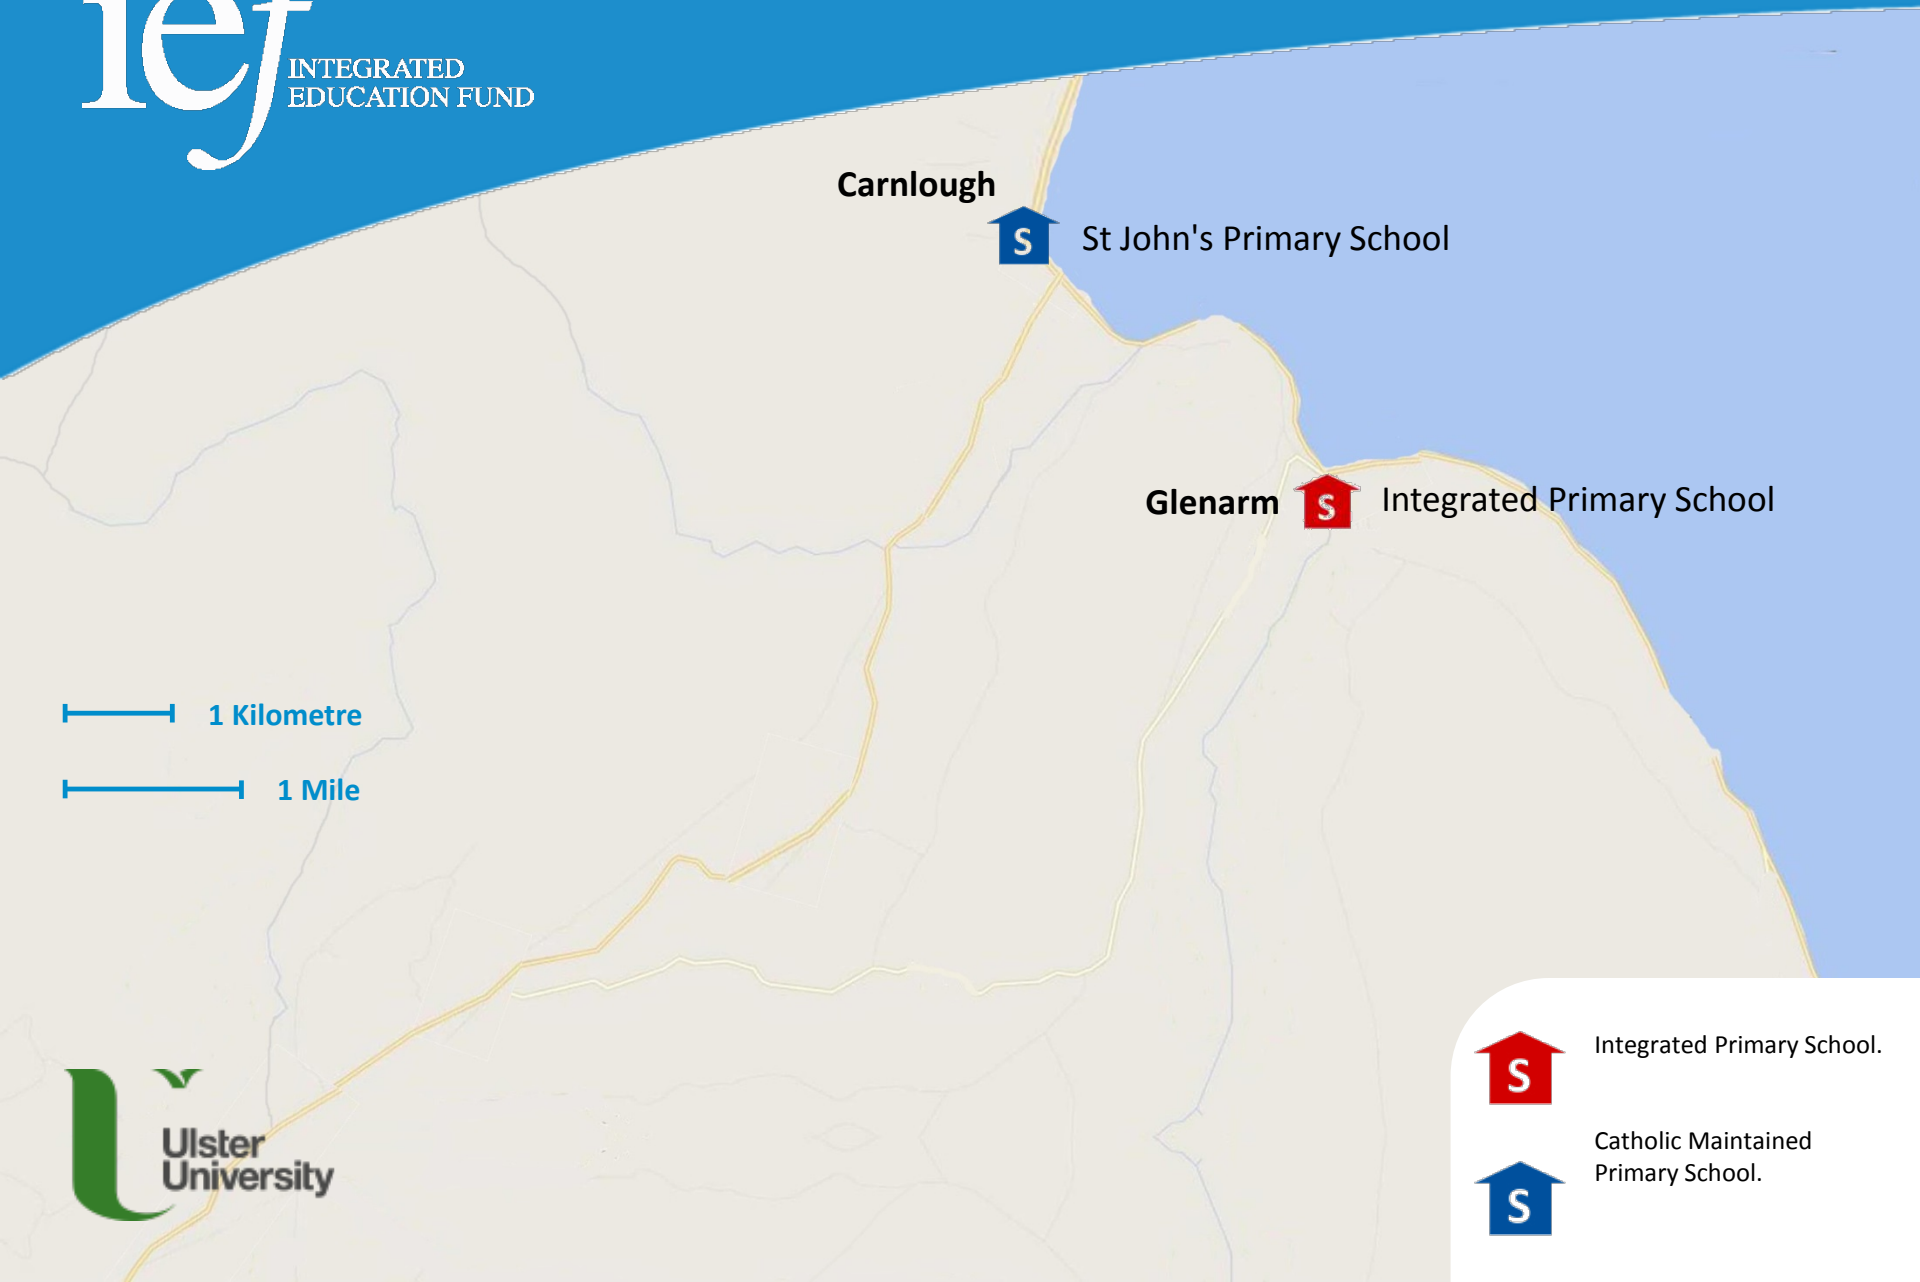 ief
INTEGRATED
EDUCATION FUND
Carnlough
S
St John's Primary School
Glenarm
S
Integrated Primary School
1 Kilometre
1 Mile
S
Integrated Primary School.
Catholic Maintained
Primary School.
S
Ulster
University